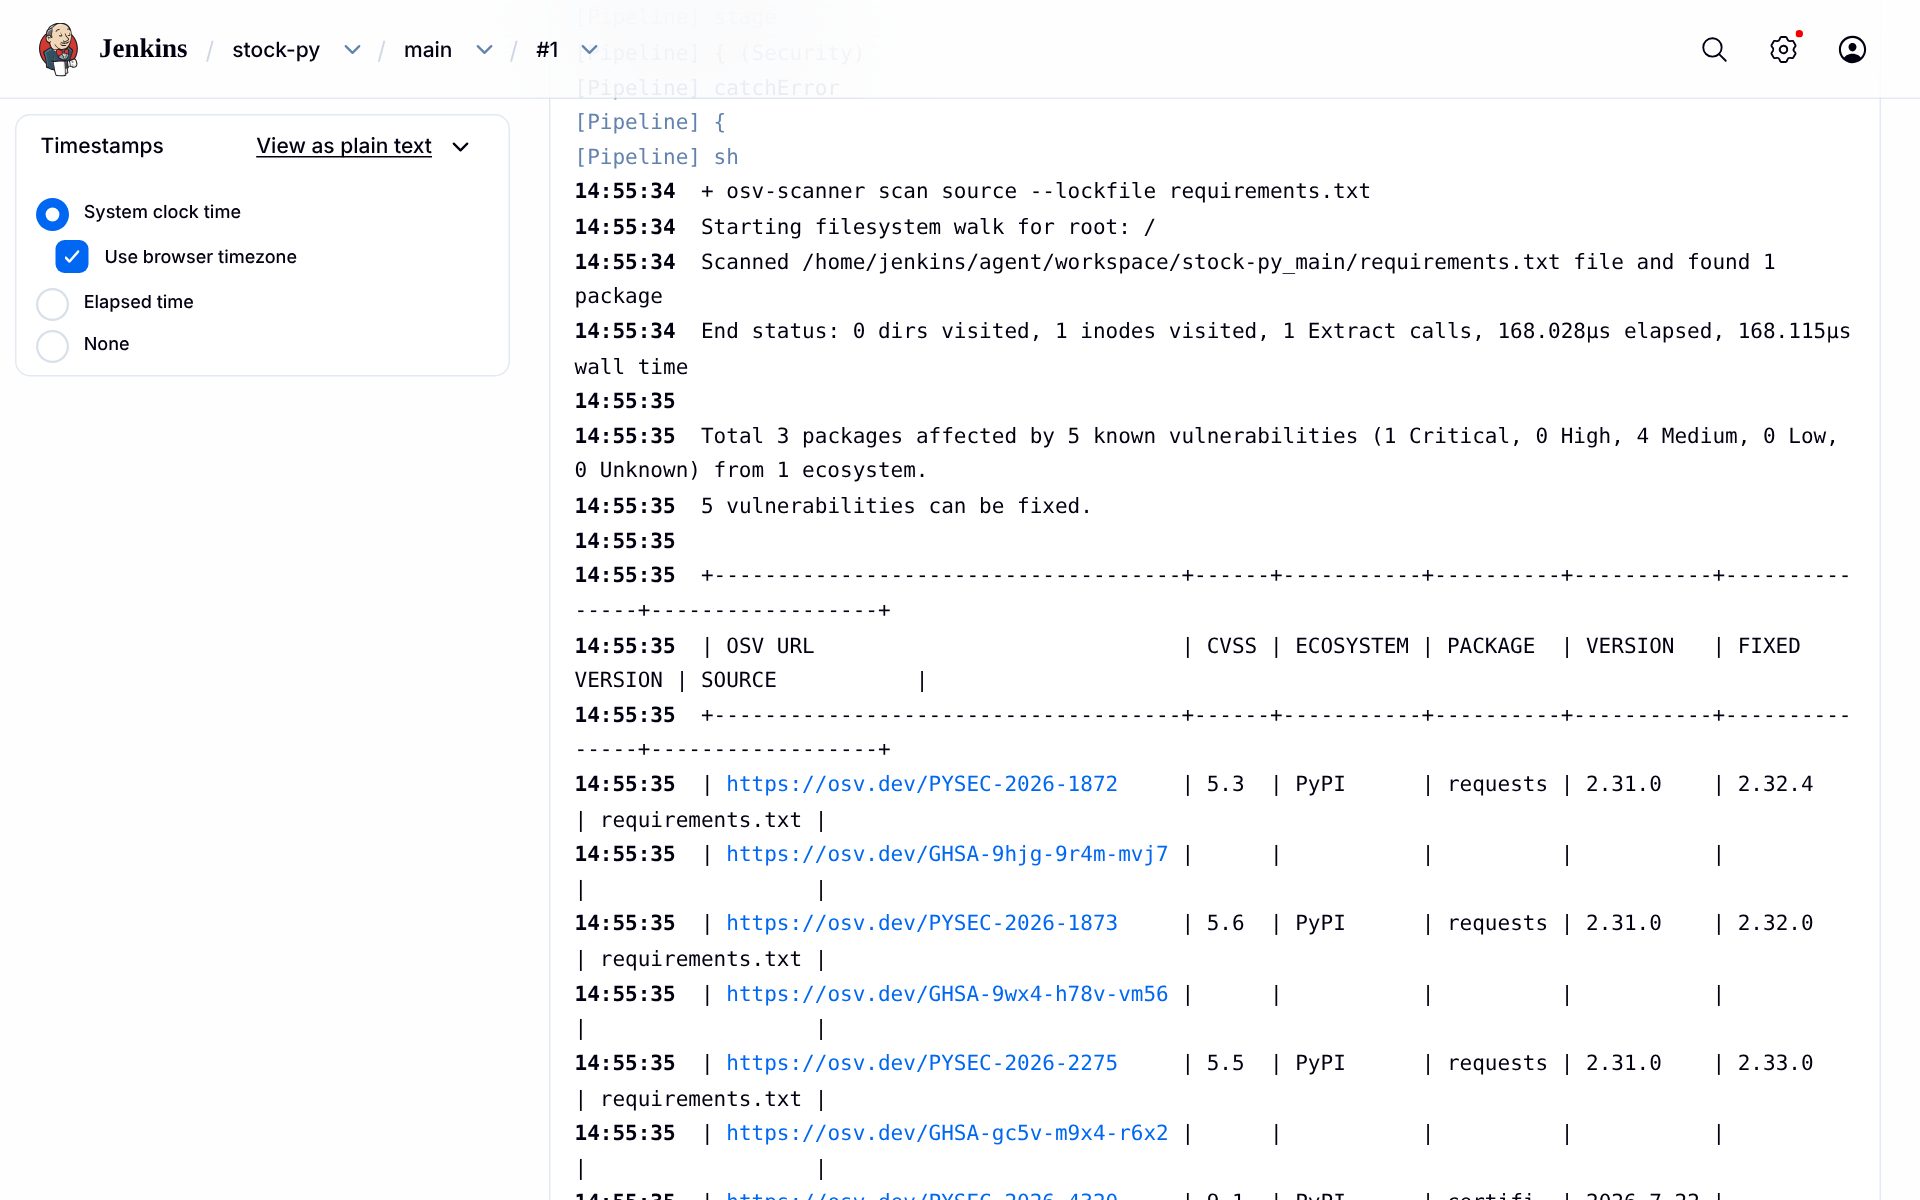 [Pipeline] stage
Jenkins / stock-py / main / #1
[Pipeline] { (Security)
[Pipeline] catchError
Timestamps View as plain text
System clock time
Use browser timezone
Elapsed time
None
[Pipeline] {
[Pipeline] sh
14:55:34 + osv-scanner scan source --lockfile requirements.txt
14:55:34 Starting filesystem walk for root: /
14:55:34 Scanned /home/jenkins/agent/workspace/stock-py_main/requirements.txt file and found 1
package
14:55:34 End status: 0 dirs visited, 1 inodes visited, 1 Extract calls, 168.028µs elapsed, 168.115µs
wall time
14:55:35
14:55:35 Total 3 packages affected by 5 known vulnerabilities (1 Critical, 0 High, 4 Medium, 0 Low,
0 Unknown) from 1 ecosystem.
14:55:35 5 vulnerabilities can be fixed.
14:55:35
14:55:35 +-------------------------------------+------+-----------+----------+-----------+----------
-----+------------------+
14:55:35 | OSV URL | CVSS | ECOSYSTEM | PACKAGE | VERSION | FIXED
VERSION | SOURCE |
14:55:35 +-------------------------------------+------+-----------+----------+-----------+----------
-----+------------------+
14:55:35 | https://osv.dev/PYSEC-2026-1872 | 5.3 | PyPI | requests | 2.31.0 | 2.32.4
| requirements.txt |
14:55:35 | https://osv.dev/GHSA-9hjg-9r4m-mvj7 | | | | |
| |
14:55:35 | https://osv.dev/PYSEC-2026-1873 | 5.6 | PyPI | requests | 2.31.0 | 2.32.0
| requirements.txt |
14:55:35 | https://osv.dev/GHSA-9wx4-h78v-vm56 | | | | |
| |
14:55:35 | https://osv.dev/PYSEC-2026-2275 | 5.5 | PyPI | requests | 2.31.0 | 2.33.0
| requirements.txt |
14:55:35 | https://osv.dev/GHSA-gc5v-m9x4-r6x2 | | | | |
| |
14:55:35 | PyPI |